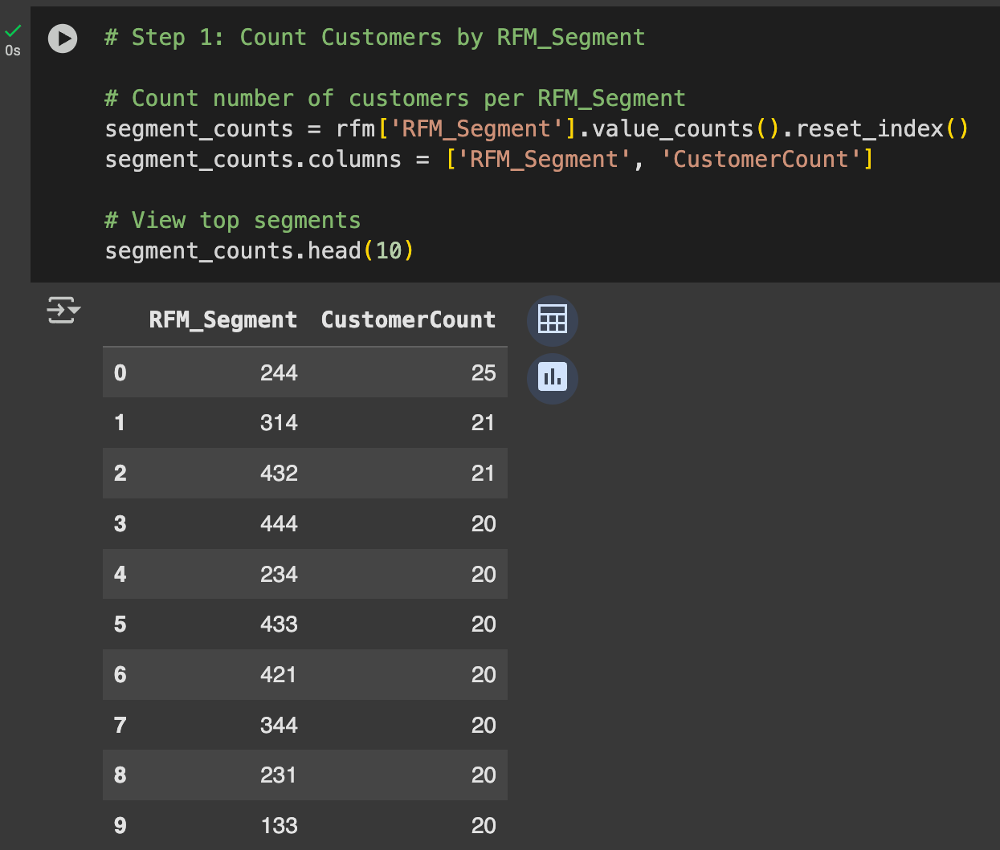 # Step 1: Count Customers by RFM_Segment
0s
# Count number of customers per RFM_Segment
segment_counts = rfm['RFM_Segment'].value_counts().reset_index()
segment_counts.columns = ['RFM_Segment', 'CustomerCount']
# View top segments
segment_counts.head(10)
RFM_Segment CustomerCount
0 244 25
1 314 21
2 432 21
3 444 20
4 234 20
5 433 20
6 421 20
7 344 20
8 231 20
9 133 20